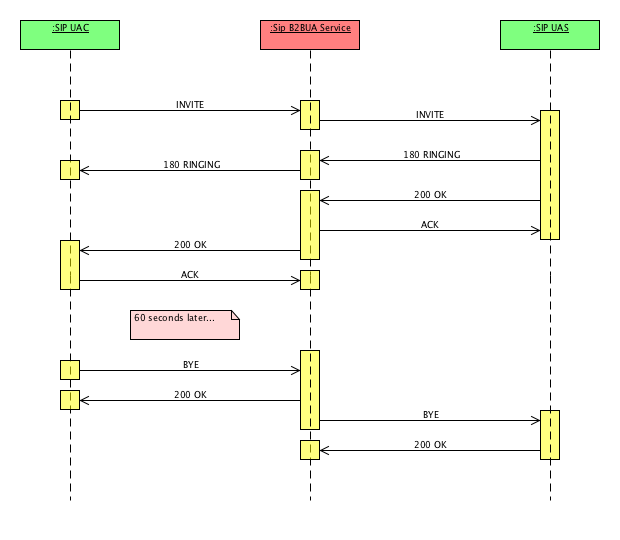 :SIP UAC
:Sip B2BUA Service
:SIP UAS
INVITE
INVITE
180 RINGING
180 RINGING
200 OK
ACK
200 OK
ACK
60 seconds later...
BYE
200 OK
BYE
200 OK